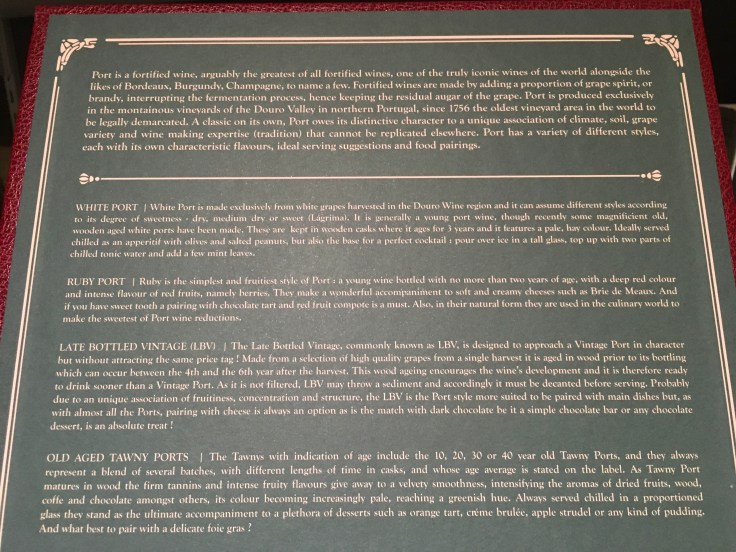 Port is a fortified wine, arguably the greatest of all fortified wines, one of the truly iconic wines of the world alongside the
likes of Bordeaux, Burgundy, Champagne, to name a few. Fortified wines are made by adding a proportion of grape spirit, or
brandy, interrupting the fermentation process, hence keeping the residual augar of the grape. Port is produced exclusively
in the montainous vineyards of the Douro Valley in northern Portugal, since 1756 the oldest vineyard area in the world to
be legally demarcated. A classic on its own, Port owes its distinctive character to a unique association of climate, soil, grape
variety and wine making expertise (tradition) that cannot be replicated elsewhere. Port has a variety of different styles,
each with its own characteristic flavours, ideal serving suggestions and food pairings.
WHITE PORT | White Port is made exclusively from white grapes harvested in the Douro Wine region and it can assume different styles according
to its degree of sweetness - dry, medium dry or sweet (Lágrima). It is generally a young port wine, though recently some magnificient old,
wooden aged white ports have been made. These are kept in wooden casks where it ages for 3 years and it features a pale, hay colour. Ideally served
chilled as an apperitif with olives and salted peanuts, but also the base for a perfect cocktail : pour over ice in a tall glass, top up with two parts of
chilled tonic water and add a few mint leaves.
RUBY PORT | Ruby is the simplest and fruitiest style of Port : a young wine bottled with no more than two years of age, with a deep red colour
and intense flavour of red fruits, namely berries. They make a wonderful accompaniment to soft and creamy cheeses such as Brie de Meaux. And
if you have sweet tooth a pairing with chocolate tart and red fruit compote is a must. Also, in their natural form they are used in the culinary world to
make the sweetest of Port wine reductions.
LATE BOTTLED VINTAGE (LBV) | The Late Bottled Vintage, commonly known as LBV, is designed to approach a Vintage Port in character
but without attracting the same price tag ! Made from a selection of high quality grapes from a single harvest it is aged in wood prior to its bottling
which can occur between the 4th and the 6th year after the harvest. This wood ageing encourages the wine's development and it is therefore ready
to drink sooner than a Vintage Port. As it is not filtered, LBV may throw a sediment and accordingly it must be decanted before serving. Probably
due to an unique association of fruitiness, concentration and structure, the LBV is the Port style more suited to be paired with main dishes but, as
with almost all the Ports, pairing with cheese is always an option as is the match with dark chocolate be it a simple chocolate bar or any chocolate
dessert, is an absolute treat !
OLD AGED TAWNY PORTS | The Tawnys with indication of age include the 10, 20, 30 or 40 year old Tawny Ports, and they always
represent a blend of several batches, with different lengths of time in casks, and whose age average is stated on the label. As Tawny Port
matures in wood the firm tannins and intense fruity flavours give away to a velvety smoothness, intensifying the aromas of dried fruits, wood,
coffe and chocolate amongst others, its colour becoming increasingly pale, reaching a greenish hue. Always served chilled in a proportioned
glass they stand as the ultimate accompaniment to a plethora of desserts such as orange tart, crème brulée, apple strudel or any kind of pudding.
And what best to pair with a delicate foie gras !